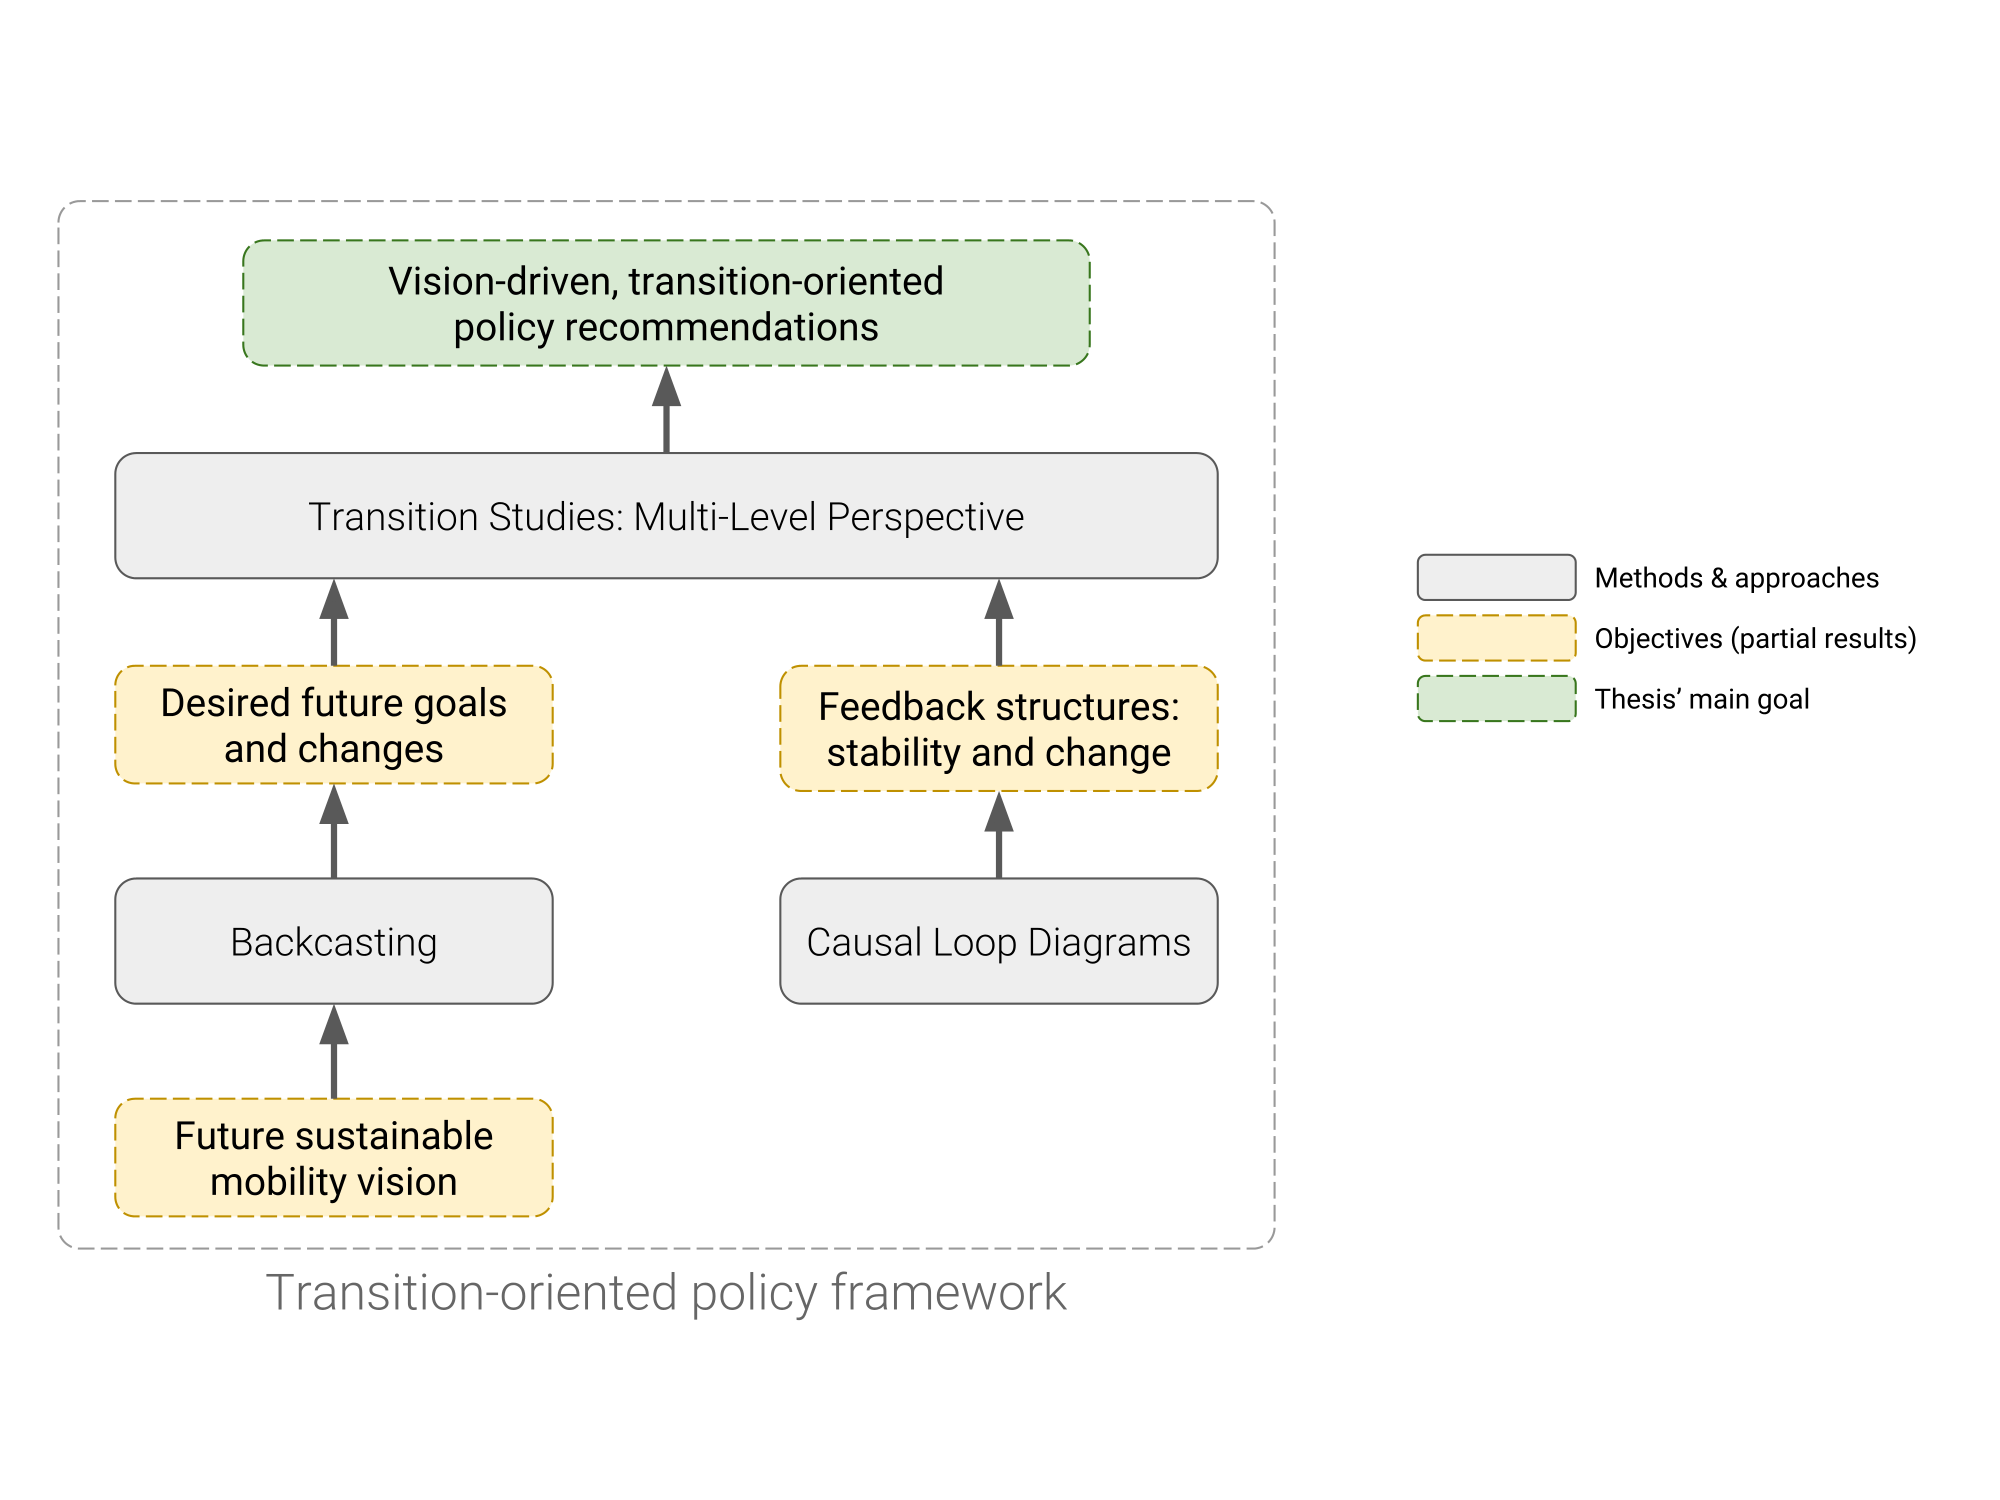 Vision-driven, transition-oriented
policy recommendations
Transition Studies: Multi-Level Perspective
Desired future goals
and changes
Feedback structures:
stability and change
Backcasting
Causal Loop Diagrams
Future sustainable
mobility vision
Transition-oriented policy framework
Methods & approaches
Objectives (partial results)
Thesis’ main goal